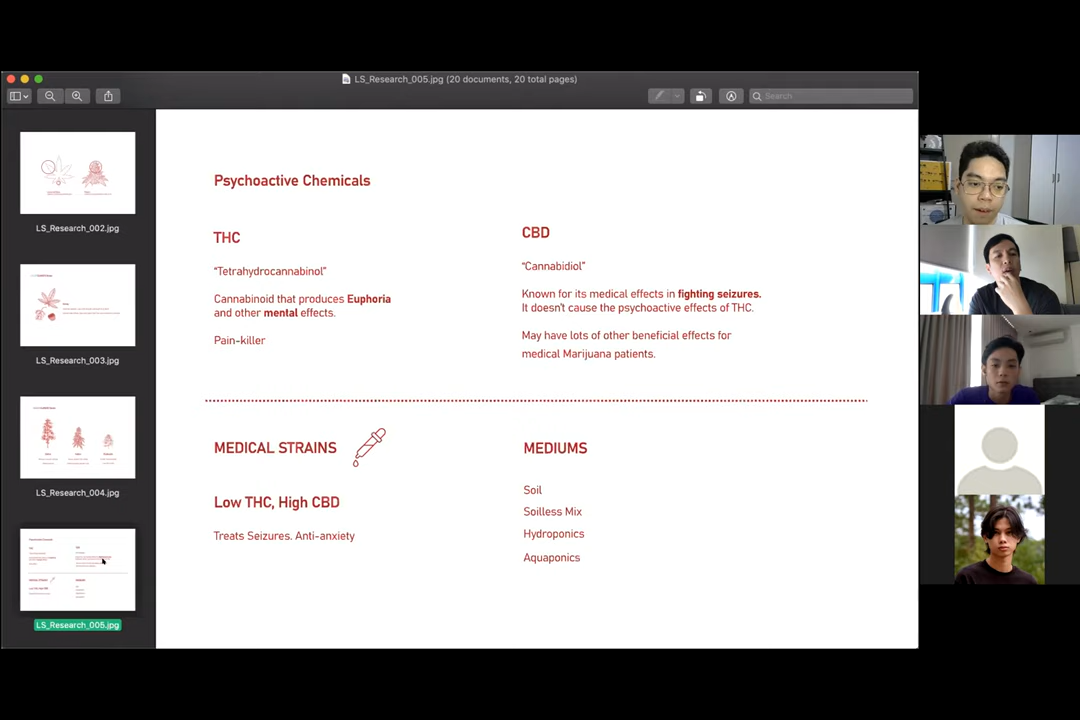 LS_Research_005.jpg (20 documents, 20 total pages)
Search
LS_Research_002.jpg
LS_Research_003.jpg
LS_Research_004.jpg
LS_Research_005.jpg
Psychoactive Chemicals
THC
“Tetrahydrocannabinol”
Cannabinoid that produces Euphoria
and other mental effects.
Pain-killer
CBD
“Cannabidiol”
Known for its medical effects in fighting seizures.
It doesn't cause the psychoactive effects of THC.
May have lots of other beneficial effects for
medical Marijuana patients.
MEDICAL STRAINS
Low THC, High CBD
Treats Seizures. Anti-anxiety
MEDIUMS
Soil
Soilless Mix
Hydroponics
Aquaponics